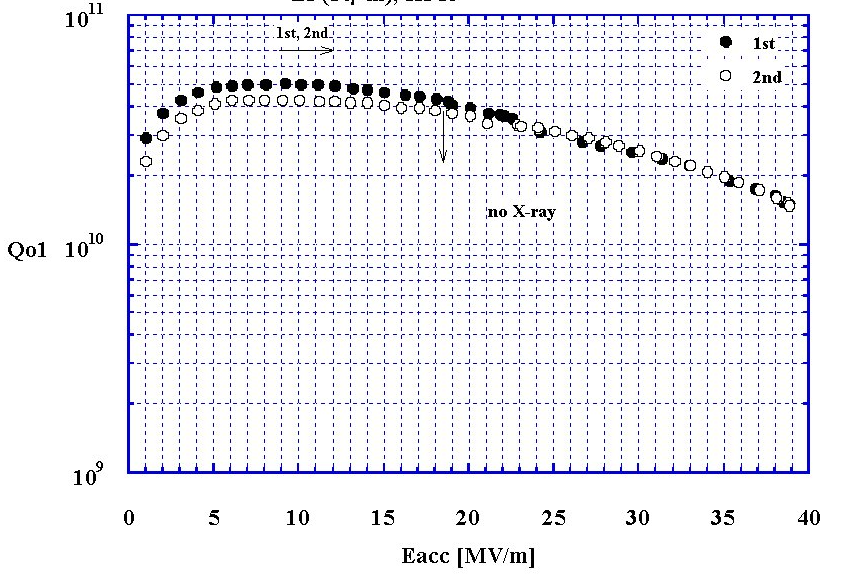 10^11
1st, 2nd
1st
2nd
no X-ray
Qo1
10^10
10^9
0 5 10 15 20 25 30 35 40
Eacc [MV/m]